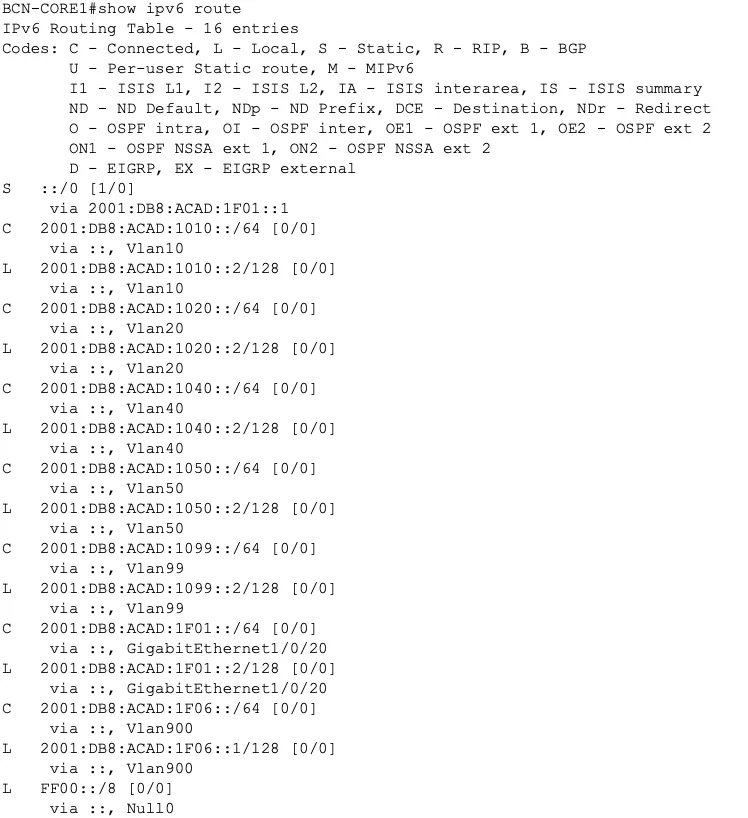 BCN-CORE1#show ipv6 route
IPv6 Routing Table - 16 entries
Codes: C - Connected, L - Local, S - Static, R - RIP, B - BGP
       U - Per-user Static route, M - MIPv6
       I1 - ISIS L1, I2 - ISIS L2, IA - ISIS interarea, IS - ISIS summary
       ND - ND Default, NDp - ND Prefix, DCE - Destination, NDr - Redirect
       O - OSPF intra, OI - OSPF inter, OE1 - OSPF ext 1, OE2 - OSPF ext 2
       ON1 - OSPF NSSA ext 1, ON2 - OSPF NSSA ext 2
       D - EIGRP, EX - EIGRP external
S   ::/0 [1/0]
     via 2001:DB8:ACAD:1F01::1
C   2001:DB8:ACAD:1010::/64 [0/0]
     via ::, Vlan10
L   2001:DB8:ACAD:1010::2/128 [0/0]
     via ::, Vlan10
C   2001:DB8:ACAD:1020::/64 [0/0]
     via ::, Vlan20
L   2001:DB8:ACAD:1020::2/128 [0/0]
     via ::, Vlan20
C   2001:DB8:ACAD:1040::/64 [0/0]
     via ::, Vlan40
L   2001:DB8:ACAD:1040::2/128 [0/0]
     via ::, Vlan40
C   2001:DB8:ACAD:1050::/64 [0/0]
     via ::, Vlan50
L   2001:DB8:ACAD:1050::2/128 [0/0]
     via ::, Vlan50
C   2001:DB8:ACAD:1099::/64 [0/0]
     via ::, Vlan99
L   2001:DB8:ACAD:1099::2/128 [0/0]
     via ::, Vlan99
C   2001:DB8:ACAD:1F01::/64 [0/0]
     via ::, GigabitEthernet1/0/20
L   2001:DB8:ACAD:1F01::2/128 [0/0]
     via ::, GigabitEthernet1/0/20
C   2001:DB8:ACAD:1F06::/64 [0/0]
     via ::, Vlan900
L   2001:DB8:ACAD:1F06::1/128 [0/0]
     via ::, Vlan900
L   FF00::/8 [0/0]
     via ::, Null0